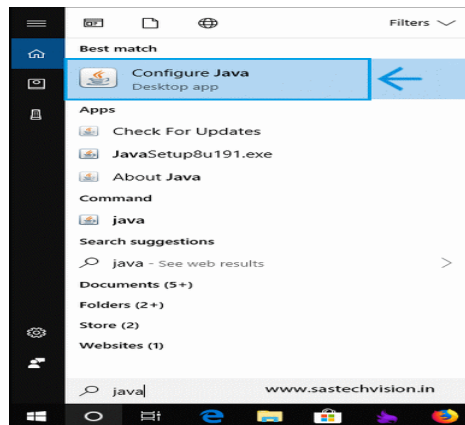 Filters
Best match
Configure Java
Desktop app
Apps
Check For Updates
JavaSetup8u191.exe
About Java
Command
java
Search suggestions
java - See web results
Documents (5+)
Folders (2+)
Store (2)
Websites (1)
java
www.sastechvision.in